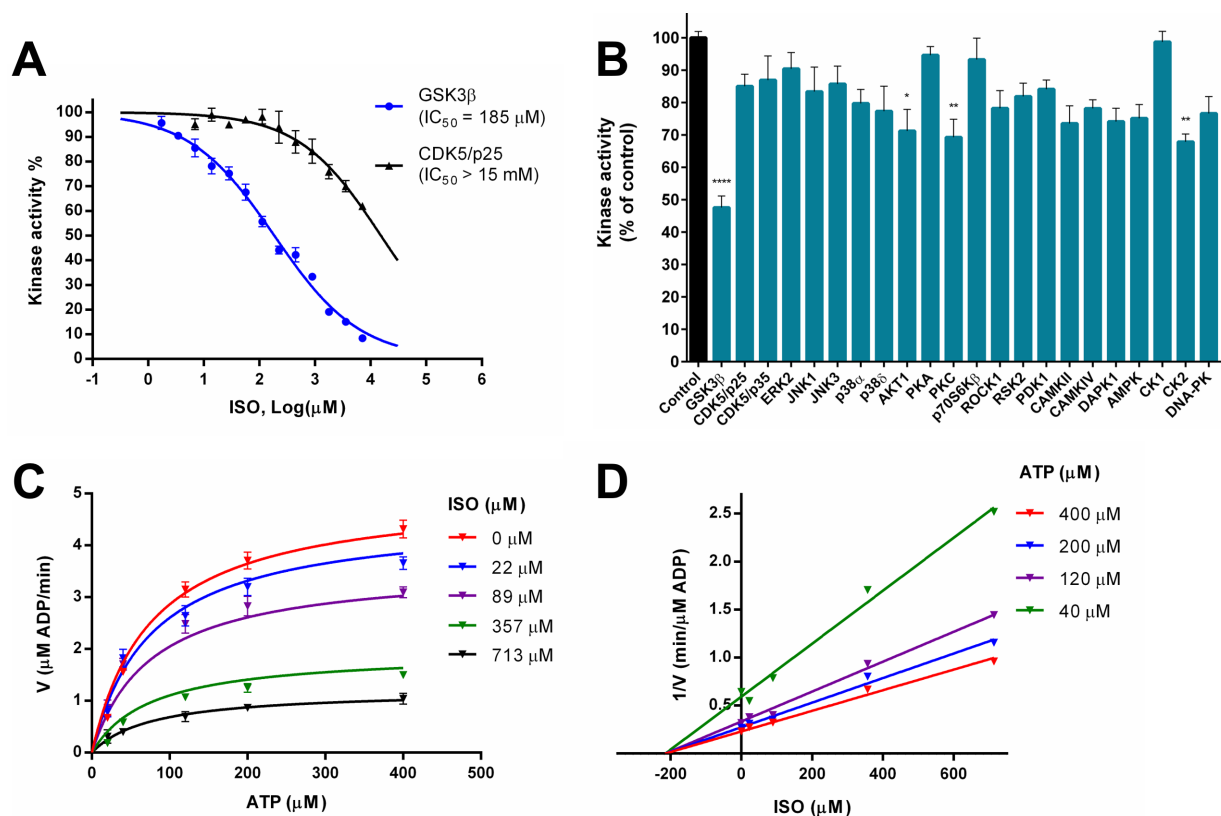 A
GSK3β
(IC50 = 185 μM)
CDK5/p25
(IC50 > 15 mM)
Kinase activity %
100
90
80
70
60
50
40
30
20
10
0
-1 0 1 2 3 4 5 6
ISO, Log(μM)
B
Kinase activity
(% of control)
100
90
80
70
60
50
40
30
20
10
0
****
*
**
**
Control
GSK3β
CDK5/p25
CDK5/p35
ERK2
JNK1
JNK3
p38α
p38δ
AKT1
PKA
PKC
p70S6Kβ
ROCK1
RSK2
PDK1
CAMKII
CAMKIV
DAPK1
AMPK
CK1
CK2
DNA-PK
C
V (μM ADP/min)
5
4
3
2
1
0
0 100 200 300 400 500
ATP (μM)
ISO (μM)
0 μM
22 μM
89 μM
357 μM
713 μM
D
1/V (min/μM ADP)
2.5
2.0
1.5
1.0
0.5
-200 0 200 400 600
ISO (μM)
ATP (μM)
400 μM
200 μM
120 μM
40 μM